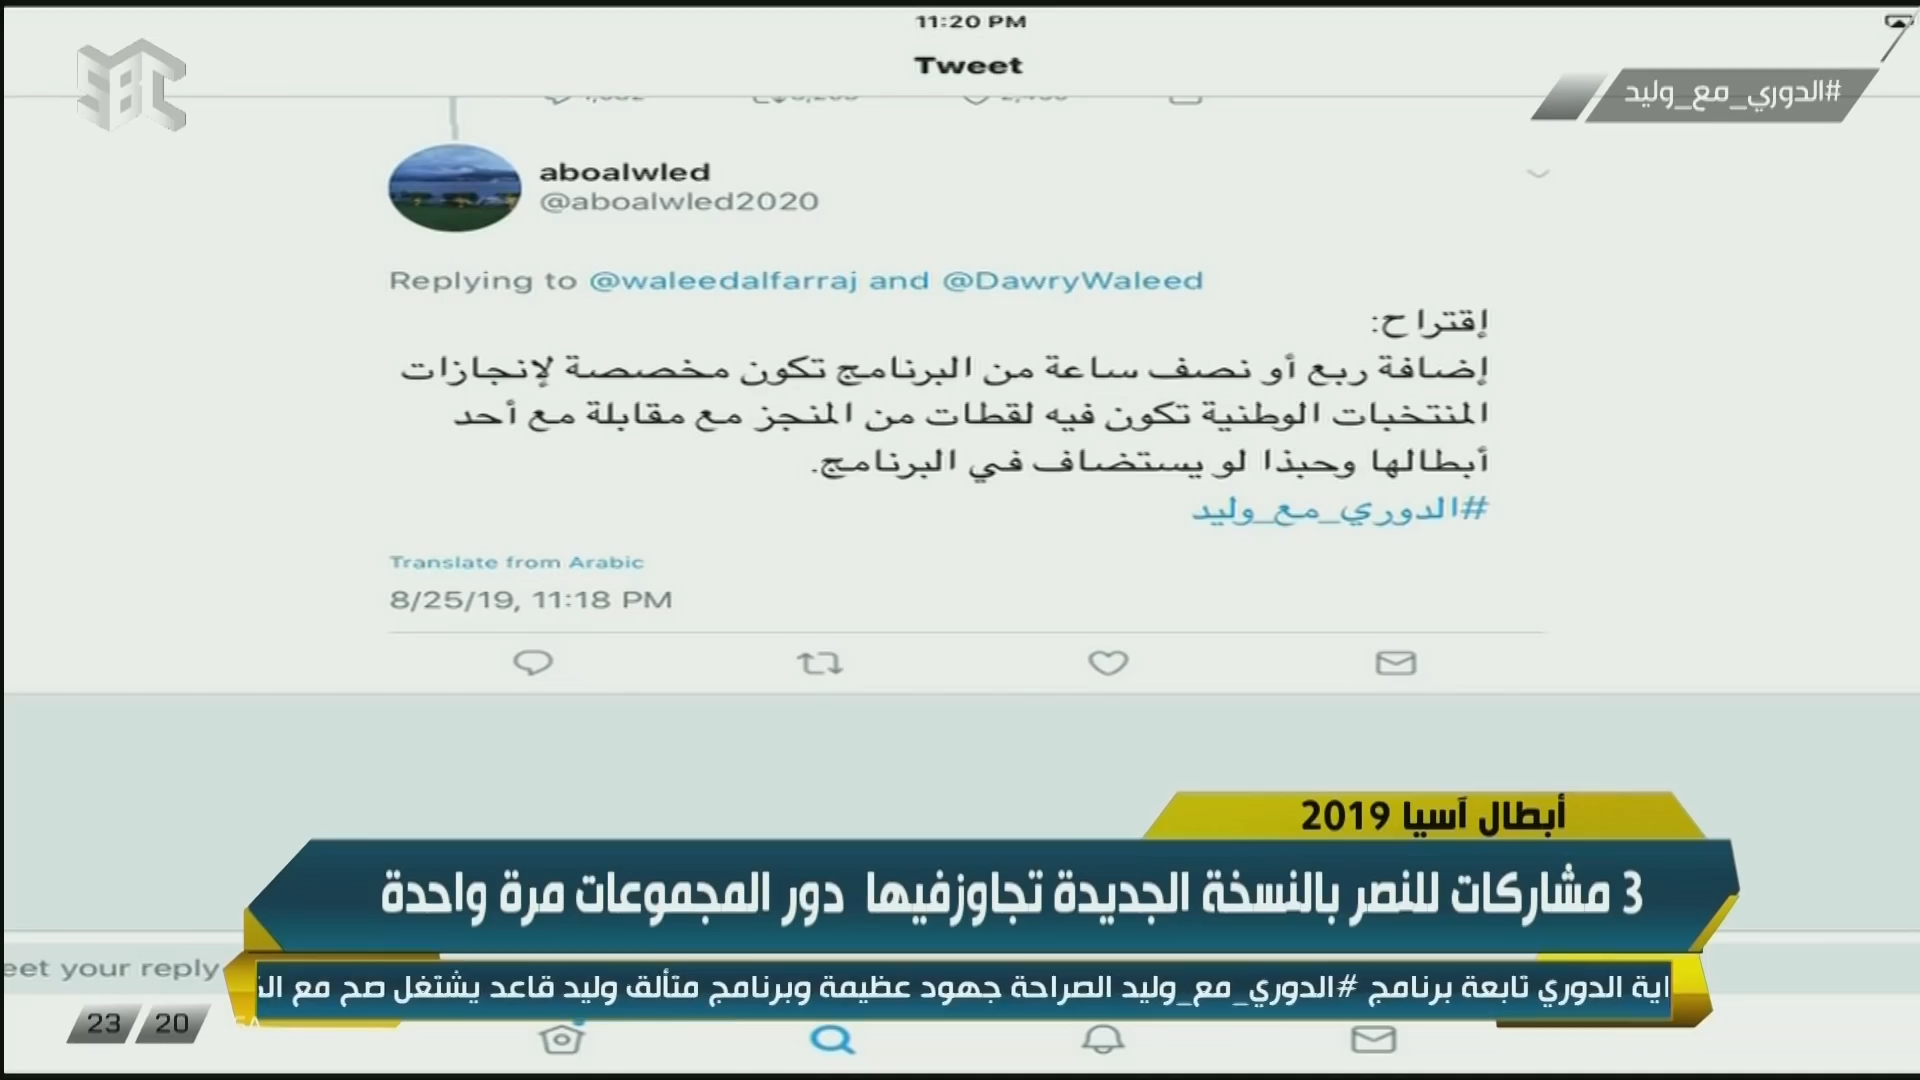 11:20 PM
Tweet
SBC
#الدوري_مع_وليد
aboalwled
@aboalwled2020
Replying to @waleedalfarraj and @DawryWaleed
إقتراح:
إضافة ربع أو نصف ساعة من البرنامج تكون مخصصة لإنجازات
المنتخبات الوطنية تكون فيه لقطات من المنجز مع مقابلة مع أحد
أبطالها وحبذا لو يستضاف في البرنامج.
#الدوري_مع_وليد
Translate from Arabic
8/25/19, 11:18 PM
أبطال آسيا 2019
3 مشاركات للنصر بالنسخة الجديدة تجاوزفيها دور المجموعات مرة واحدة
eet your reply
اية الدوري تابعة برنامج #الدوري_مع_وليد الصراحة جهود عظيمة وبرنامج متألق وليد قاعد يشتغل صح مع
23 20